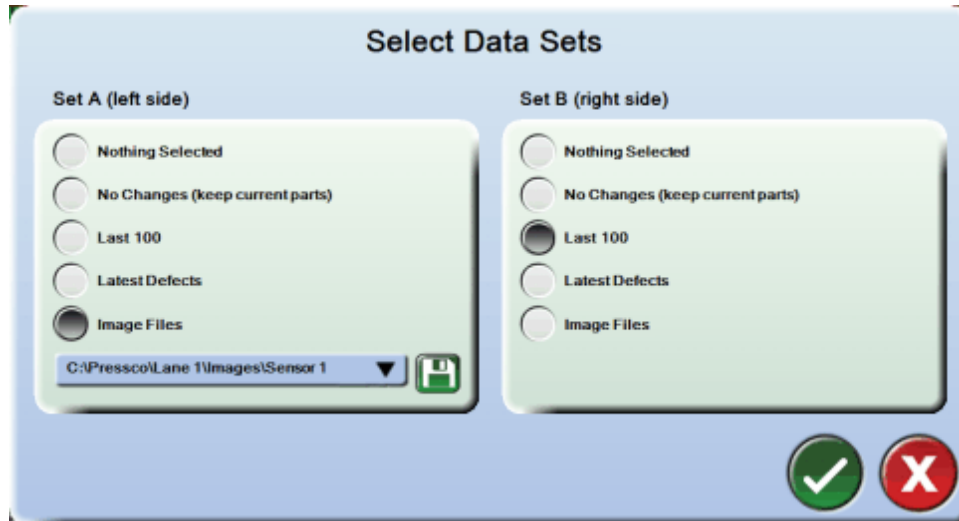 Select Data Sets
Set A (left side)
Nothing Selected
No Changes (keep current parts)
Last 100
Latest Defects
Image Files
C:\Pressco\Lane 1\Images\Sensor 1
Set B (right side)
Nothing Selected
No Changes (keep current parts)
Last 100
Latest Defects
Image Files